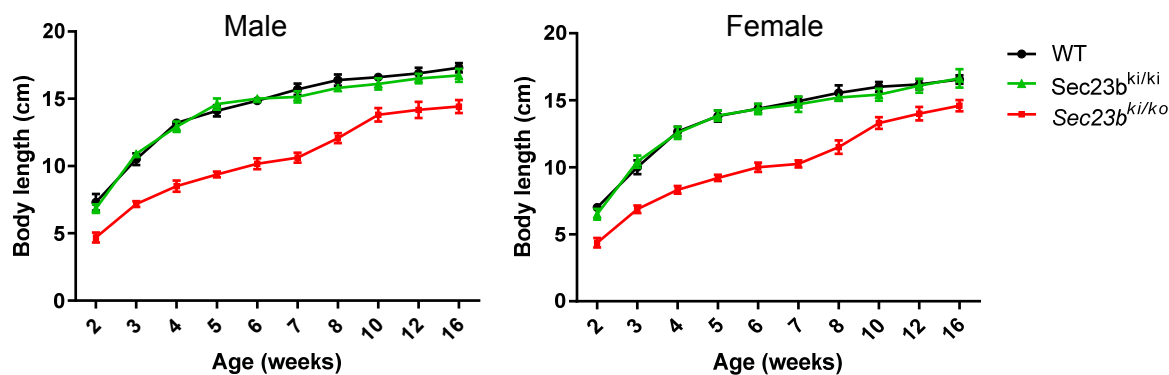 Male
Body length (cm)
20
15
10
5
0
2 3 4 5 6 7 8 10 12 16
Age (weeks)
Female
Body length (cm)
20
15
10
5
0
2 3 4 5 6 7 8 10 12 16
Age (weeks)
WT
Sec23b^ki/ki
Sec23b^ki/ko